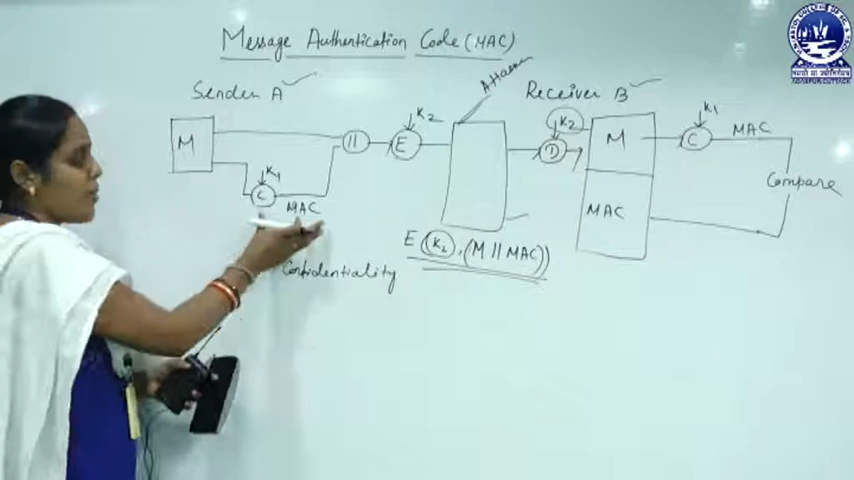 Message Authentication Code (MAC)
Sender A
Attacker
Receiver B
M
K1
C
MAC
||
K2
E
K2
D
M
MAC
K1
C
MAC
Compare
E (K2, (M || MAC))
Confidentiality